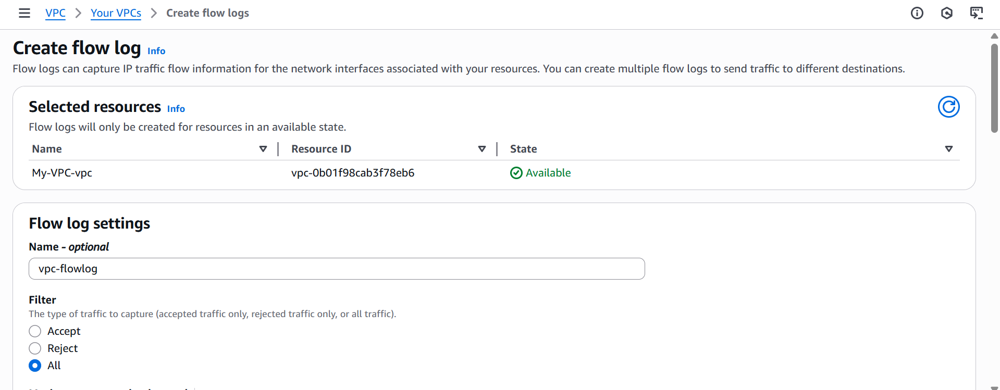 VPC > Your VPCs > Create flow logs
Create flow log Info
Flow logs can capture IP traffic flow information for the network interfaces associated with your resources. You can create multiple flow logs to send traffic to different destinations.
Selected resources Info
Flow logs will only be created for resources in an available state.
Name Resource ID State
My-VPC-vpc vpc-0b01f98cab3f78eb6 Available
Flow log settings
Name - optional
vpc-flowlog
Filter
The type of traffic to capture (accepted traffic only, rejected traffic only, or all traffic).
Accept
Reject
All